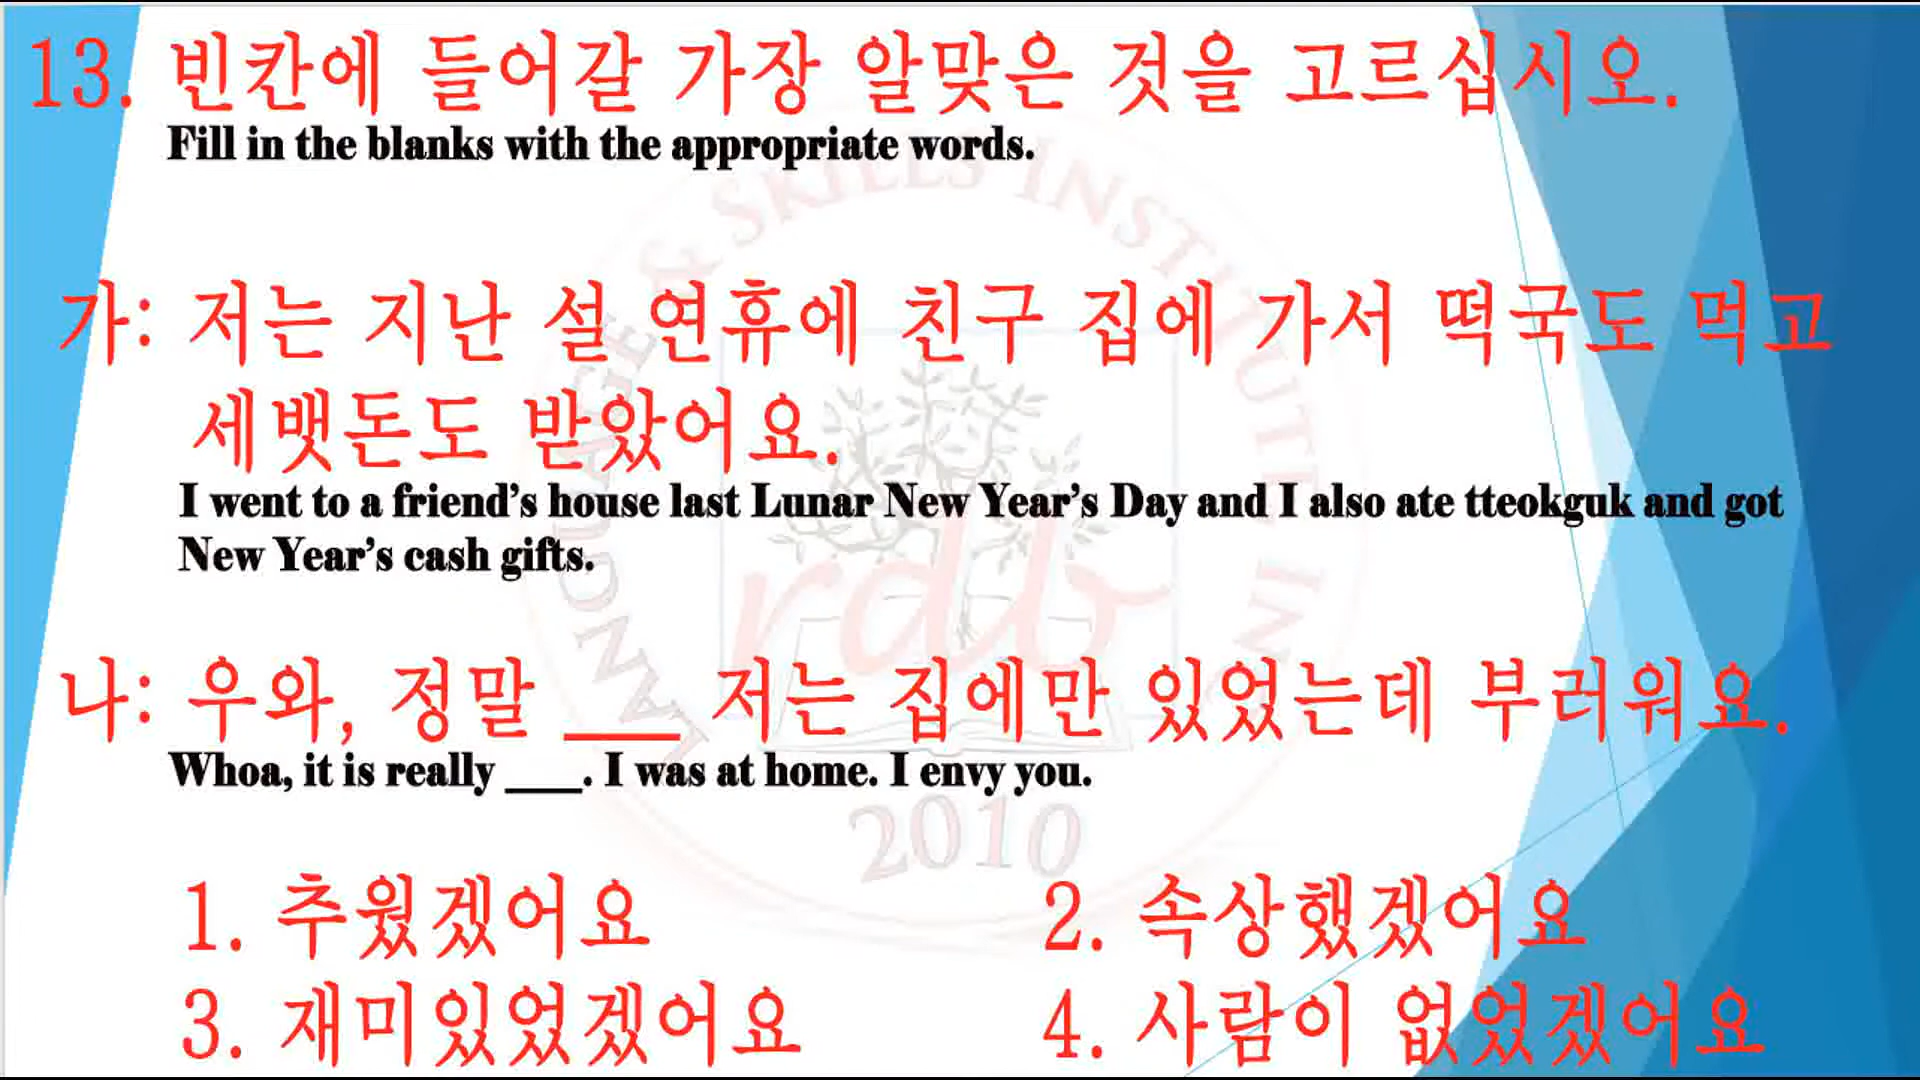 13. 빈칸에 들어갈 가장 알맞은 것을 고르십시오.
Fill in the blanks with the appropriate words.
가: 저는 지난 설 연휴에 친구 집에 가서 떡국도 먹고
세뱃돈도 받았어요.
I went to a friend's house last Lunar New Year's Day and I also ate tteokguk and got
New Year's cash gifts.
나: 우와, 정말 ___ 저는 집에만 있었는데 부러워요.
Whoa, it is really ___. I was at home. I envy you.
1. 추웠겠어요 2. 속상했겠어요
3. 재미있었겠어요 4. 사람이 없었겠어요
LANGUAGE & SKILLS INSTITUTE IN
rdb
2010